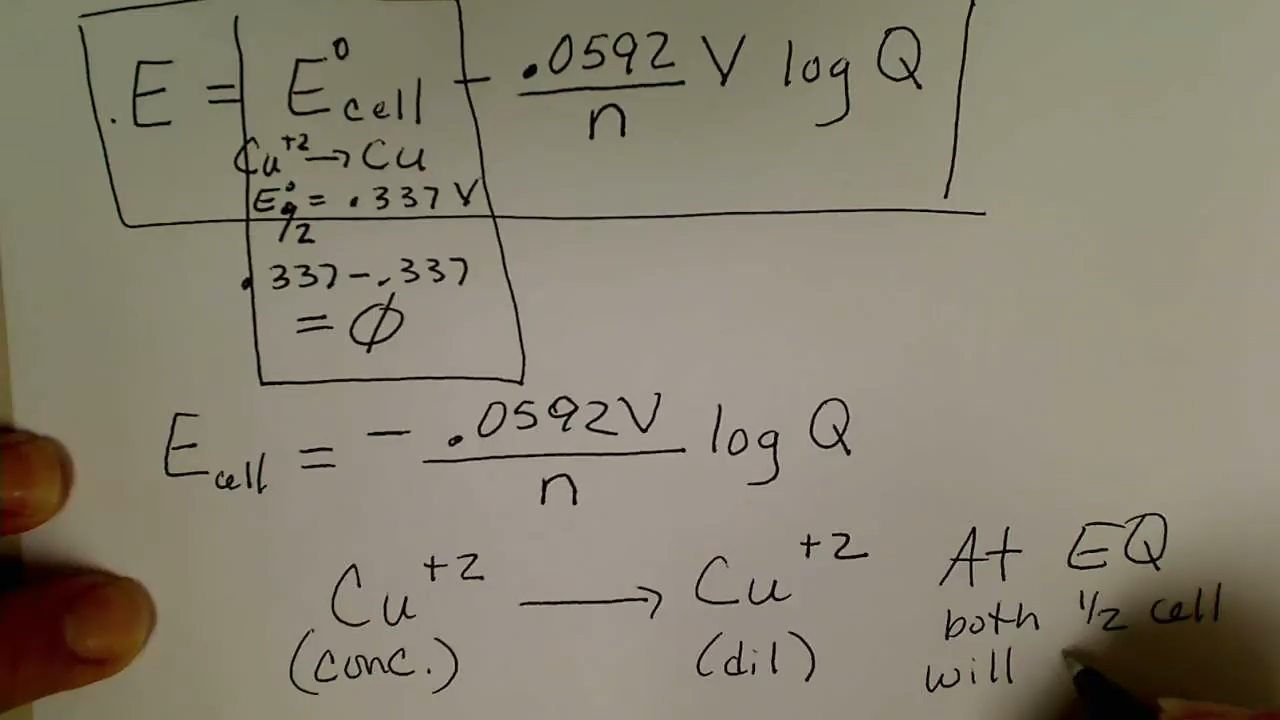 E = E°cell - .0592/n V log Q
Cu+2 → Cu
E°1/2 = .337 V
.337 - .337
= ∅
Ecell = - .0592V/n log Q
Cu+2 → Cu+2
(conc.) (dil)
At EQ
both 1/2 cell
will